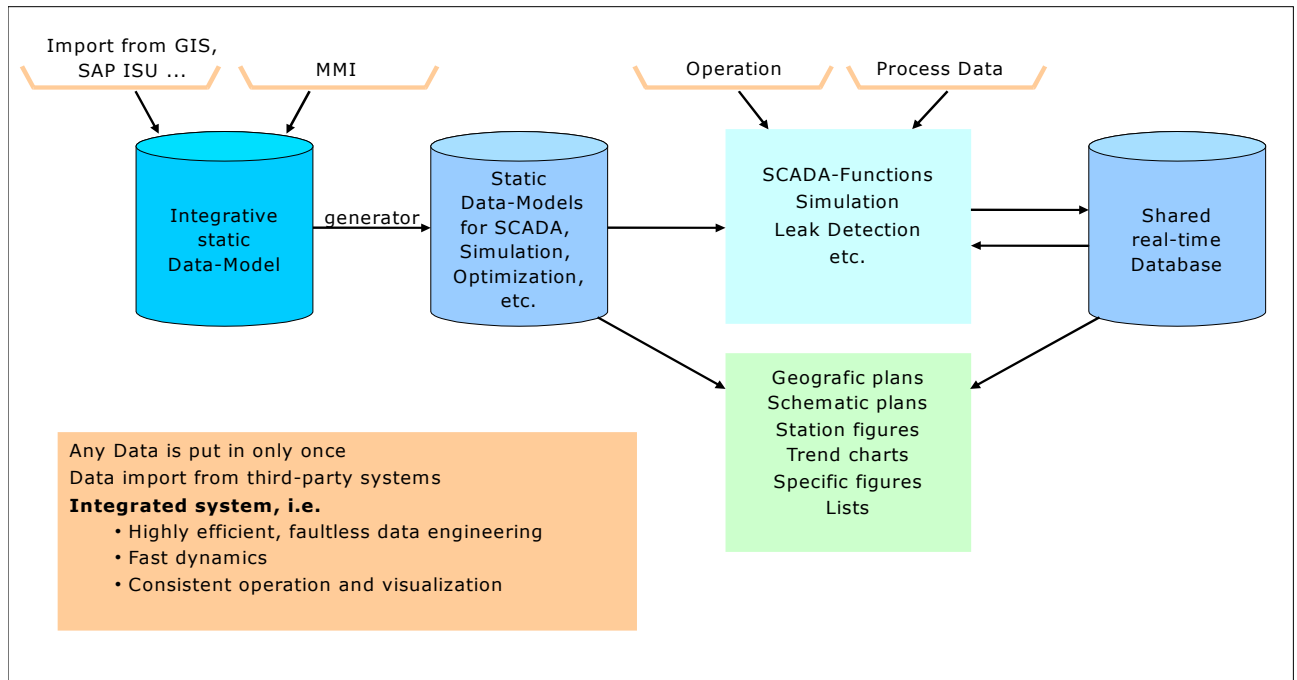 Import from GIS,
SAP ISU ...
MMI
Operation
Process Data
Integrative
static
Data-Model
generator
Static
Data-Models
for SCADA,
Simulation,
Optimization,
etc.
SCADA-Functions
Simulation
Leak Detection
etc.
Shared
real-time
Database
Geografic plans
Schematic plans
Station figures
Trend charts
Specific figures
Lists
Any Data is put in only once
Data import from third-party systems
Integrated system, i.e.
• Highly efficient, faultless data engineering
• Fast dynamics
• Consistent operation and visualization